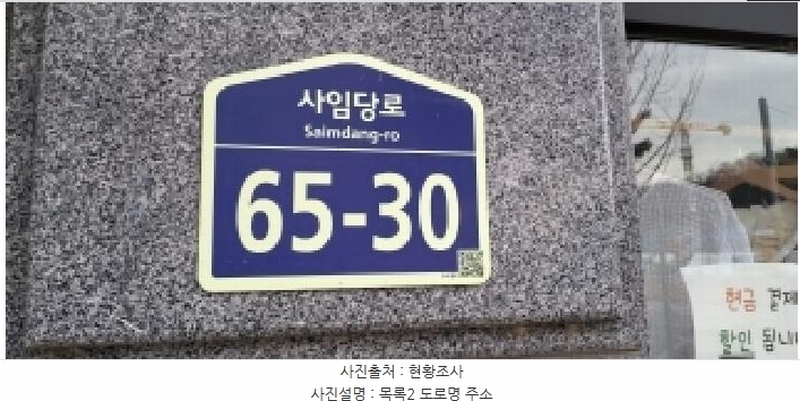 사임당로
Saimdang-ro
65-30
현금 결제
할인 됩니
사진출처 : 현황조사
사진설명 : 목록2 도로명 주소